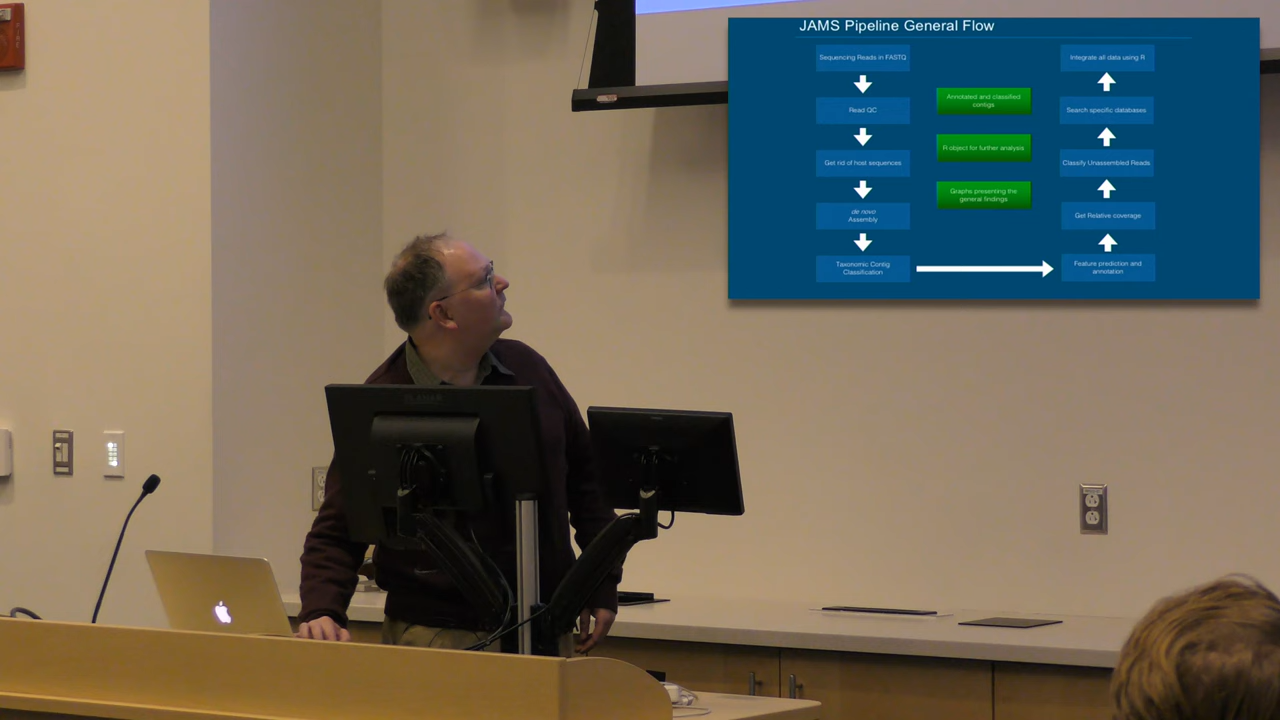 JAMS Pipeline General Flow
Sequencing Reads in FASTQ
Read QC
Get rid of host sequences
de novo
Assembly
Taxonomic Contig
Classification
Annotated and classified
contigs
R object for further analysis
Graphs presenting the
general findings
Integrate all data using R
Search specific databases
Classify Unassembled Reads
Get Relative coverage
Feature prediction and
annotation
PLANAR